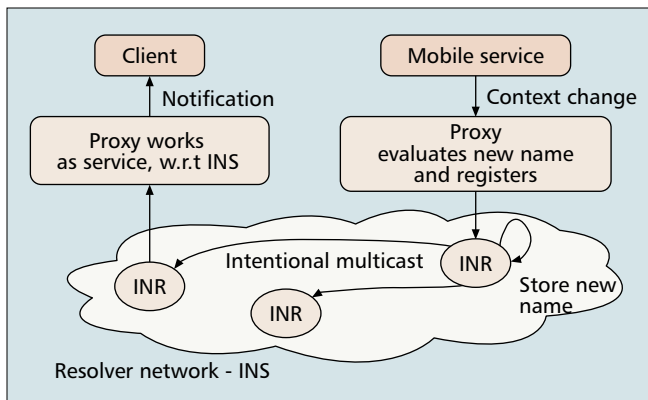 Client
Mobile service
Notification
Context change
Proxy works
as service, w.r.t INS
Proxy
evaluates new name
and registers
Intentional multicast
INR
INR
INR
Store new
name
Resolver network - INS